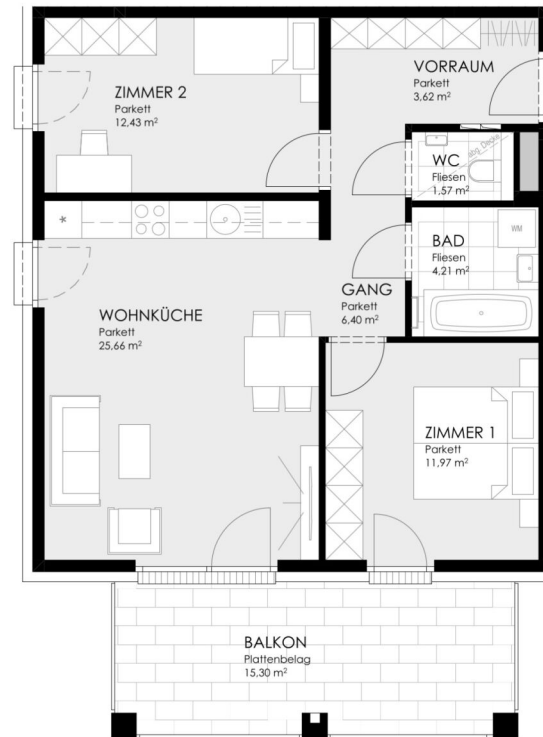 ZIMMER 2
Parkett
12,43 m²
VORRAUM
Parkett
3,62 m²
WC
Fliesen
1,57 m²
abg. Decke
BAD
Fliesen
4,21 m²
WM
GANG
Parkett
6,40 m²
*
WOHNKÜCHE
Parkett
25,66 m²
ZIMMER 1
Parkett
11,97 m²
BALKON
Plattenbelag
15,30 m²